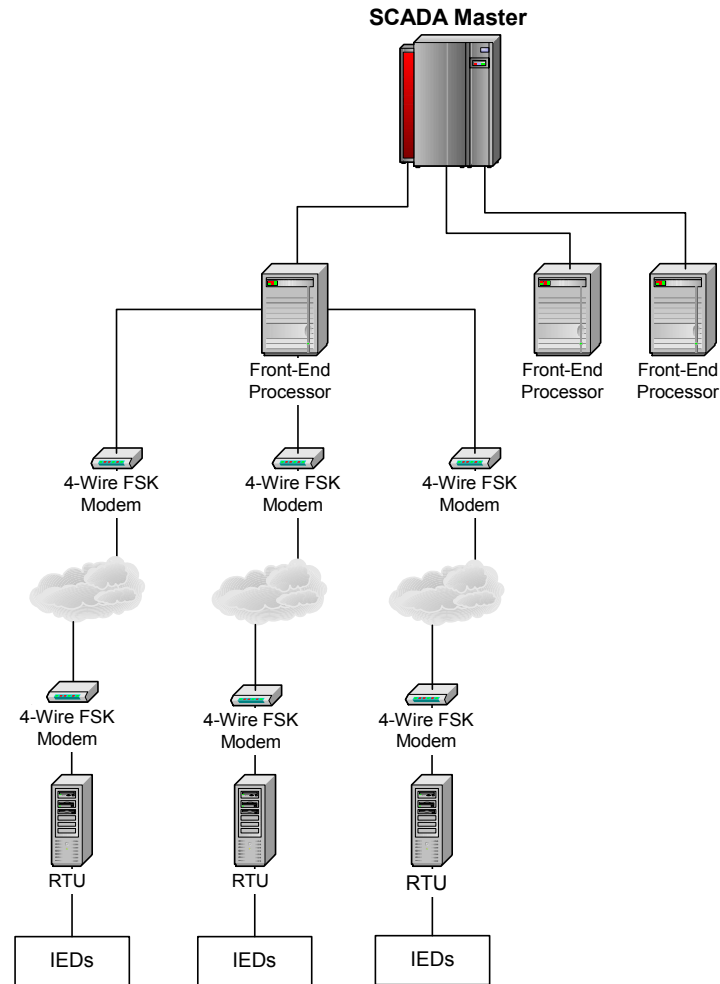 SCADA Master
Front-End
Processor
Front-End
Processor
Front-End
Processor
4-Wire FSK
Modem
4-Wire FSK
Modem
4-Wire FSK
Modem
4-Wire FSK
Modem
4-Wire FSK
Modem
4-Wire FSK
Modem
RTU
RTU
RTU
IEDs
IEDs
IEDs